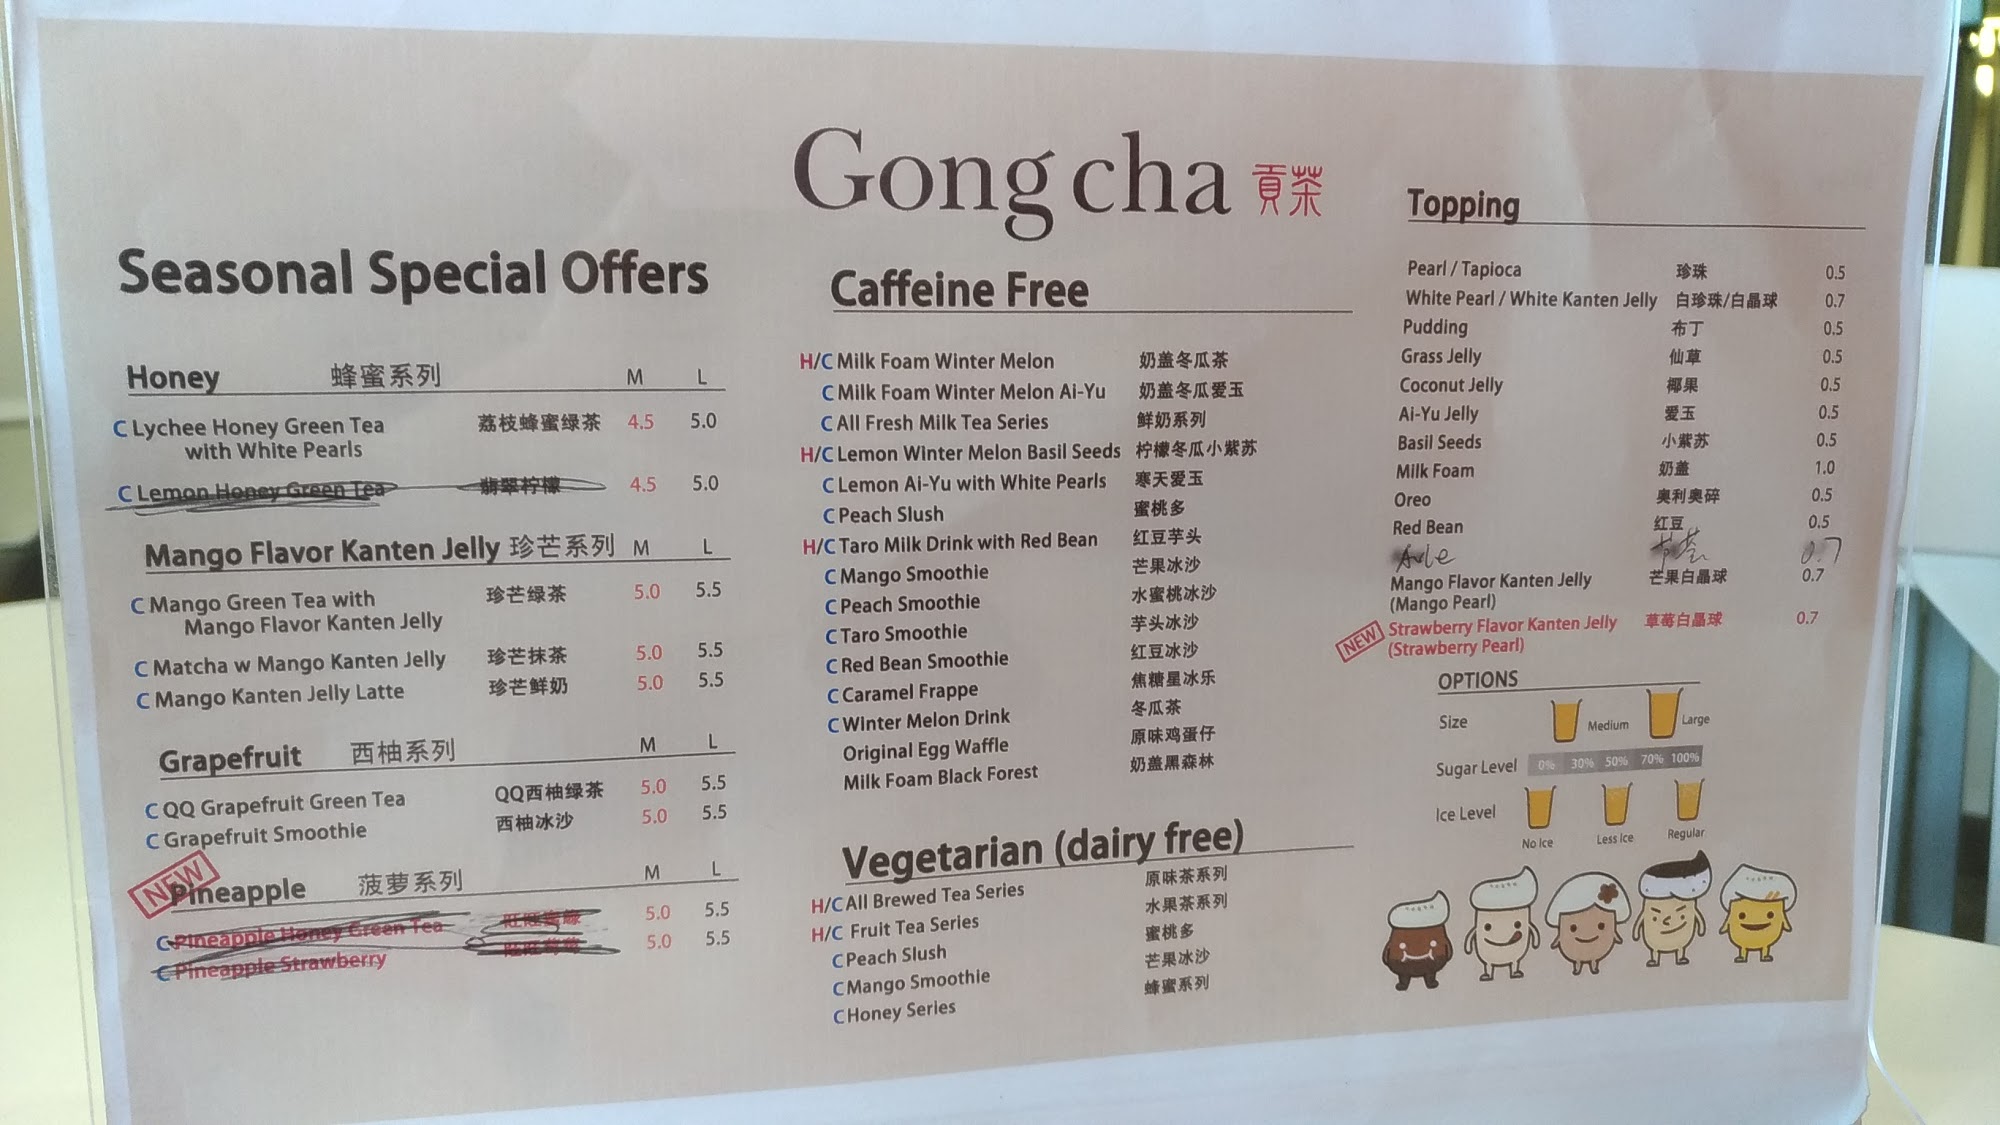 Gong cha 貢茶
Seasonal Special Offers
Honey 蜂蜜系列 M L
C Lychee Honey Green Tea 荔枝蜂蜜绿茶 4.5 5.0
with White Pearls
C Lemon Honey Green Tea 翡翠柠檬 4.5 5.0
Mango Flavor Kanten Jelly 珍芒系列 M L
C Mango Green Tea with 珍芒绿茶 5.0 5.5
Mango Flavor Kanten Jelly
C Matcha w Mango Kanten Jelly 珍芒抹茶 5.0 5.5
C Mango Kanten Jelly Latte 珍芒鲜奶 5.0 5.5
Grapefruit 西柚系列 M L
C QQ Grapefruit Green Tea QQ西柚绿茶 5.0 5.5
C Grapefruit Smoothie 西柚冰沙 5.0 5.5
NEW
Pineapple 菠萝系列 M L
C Pineapple Honey Green Tea 5.0 5.5
C Pineapple Strawberry 5.0 5.5
Caffeine Free
H/C Milk Foam Winter Melon 奶盖冬瓜茶
C Milk Foam Winter Melon Ai-Yu 奶盖冬瓜爱玉
C All Fresh Milk Tea Series 鲜奶系列
H/C Lemon Winter Melon Basil Seeds 柠檬冬瓜小紫苏
C Lemon Ai-Yu with White Pearls 寒天爱玉
C Peach Slush 蜜桃多
H/C Taro Milk Drink with Red Bean 红豆芋头
C Mango Smoothie 芒果冰沙
C Peach Smoothie 水蜜桃冰沙
C Taro Smoothie 芋头冰沙
C Red Bean Smoothie 红豆冰沙
C Caramel Frappe 焦糖星冰乐
C Winter Melon Drink 冬瓜茶
Original Egg Waffle 原味鸡蛋仔
Milk Foam Black Forest 奶盖黑森林
Vegetarian (dairy free)
H/C All Brewed Tea Series 原味茶系列
H/C Fruit Tea Series 水果茶系列
C Peach Slush 蜜桃多
C Mango Smoothie 芒果冰沙
C Honey Series 蜂蜜系列
Topping
Pearl / Tapioca 珍珠 0.5
White Pearl / White Kanten Jelly 白珍珠/白晶球 0.7
Pudding 布丁 0.5
Grass Jelly 仙草 0.5
Coconut Jelly 椰果 0.5
Ai-Yu Jelly 爱玉 0.5
Basil Seeds 小紫苏 0.5
Milk Foam 奶盖 1.0
Oreo 奥利奥碎 0.5
Red Bean 红豆 0.5
0.7
Mango Flavor Kanten Jelly 芒果白晶球 0.7
(Mango Pearl)
NEW Strawberry Flavor Kanten Jelly 草莓白晶球 0.7
(Strawberry Pearl)
OPTIONS
Size Medium Large
Sugar Level 0% 30% 50% 70% 100%
Ice Level No Ice Less Ice Regular